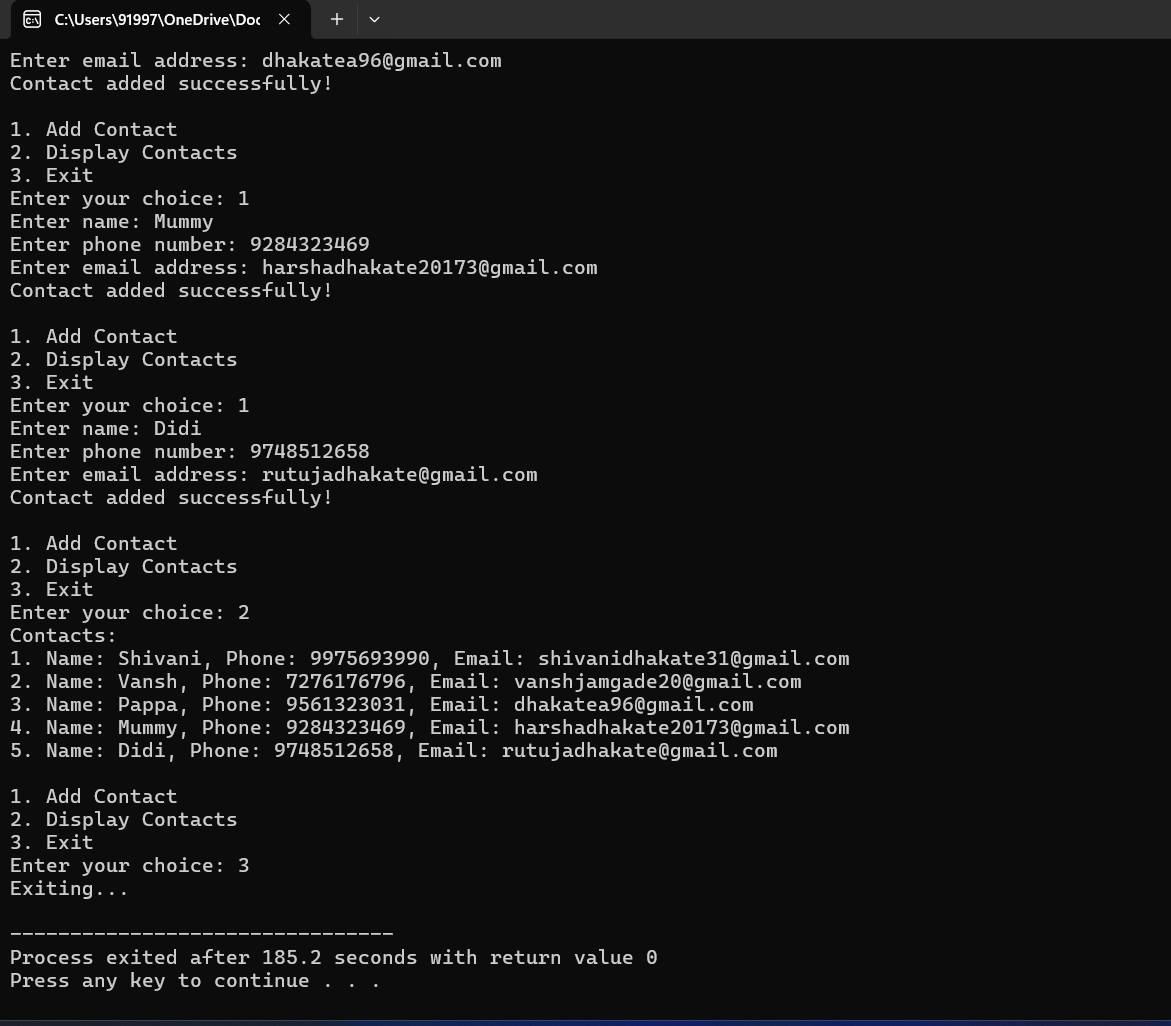 C:\Users\91997\OneDrive\Doc
Enter email address: dhakatea96@gmail.com
Contact added successfully!
1. Add Contact
2. Display Contacts
3. Exit
Enter your choice: 1
Enter name: Mummy
Enter phone number: 9284323469
Enter email address: harshadhakate20173@gmail.com
Contact added successfully!
1. Add Contact
2. Display Contacts
3. Exit
Enter your choice: 1
Enter name: Didi
Enter phone number: 9748512658
Enter email address: rutujadhakate@gmail.com
Contact added successfully!
1. Add Contact
2. Display Contacts
3. Exit
Enter your choice: 2
Contacts:
1. Name: Shivani, Phone: 9975693990, Email: shivanidhakate31@gmail.com
2. Name: Vansh, Phone: 7276176796, Email: vanshjamgade20@gmail.com
3. Name: Pappa, Phone: 9561323031, Email: dhakatea96@gmail.com
4. Name: Mummy, Phone: 9284323469, Email: harshadhakate20173@gmail.com
5. Name: Didi, Phone: 9748512658, Email: rutujadhakate@gmail.com
1. Add Contact
2. Display Contacts
3. Exit
Enter your choice: 3
Exiting...
--------------------------------
Process exited after 185.2 seconds with return value 0
Press any key to continue . . .